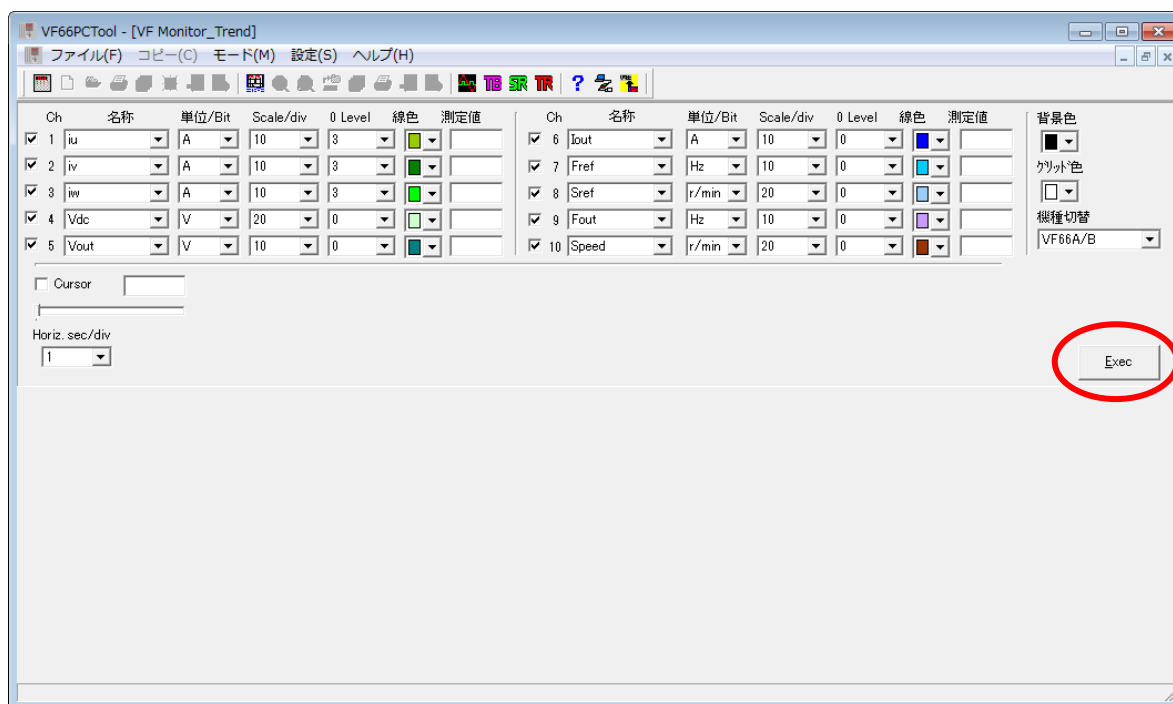 VF66PCTool - [VF Monitor_Trend]
ファイル(F) コピー(C) モード(M) 設定(S) ヘルプ(H)
TB SR TR ?
Ch 名称 単位/Bit Scale/div 0 Level 線色 測定値 Ch 名称 単位/Bit Scale/div 0 Level 線色 測定値 背景色
1 iu A 10 3 6 Iout A 10 0
2 iv A 10 3 7 Fref Hz 10 0 グリッド色
3 iw A 10 3 8 Sref r/min 20 0
4 Vdc V 20 0 9 Fout Hz 10 0 機種切替
5 Vout V 10 0 10 Speed r/min 20 0 VF66A/B
Cursor
Horiz. sec/div
1
Exec